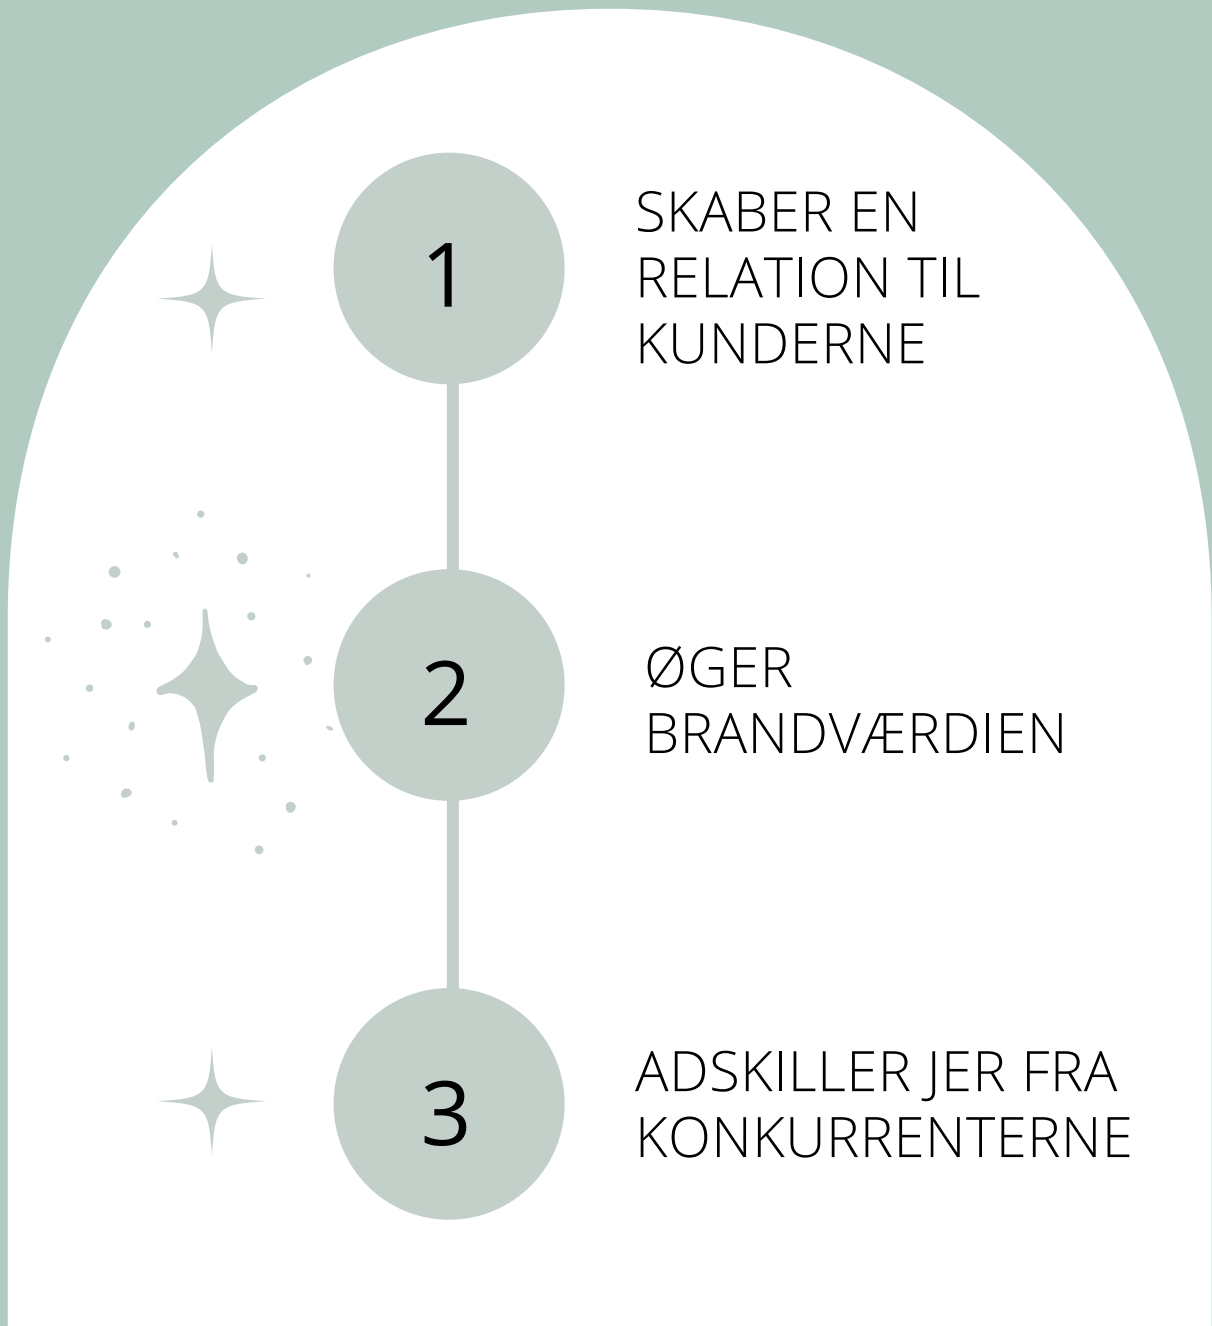 1
SKABER EN
RELATION TIL
KUNDERNE
2
ØGER
BRANDVÆRDIEN
3
ADSKILLER JER FRA
KONKURRENTERNE